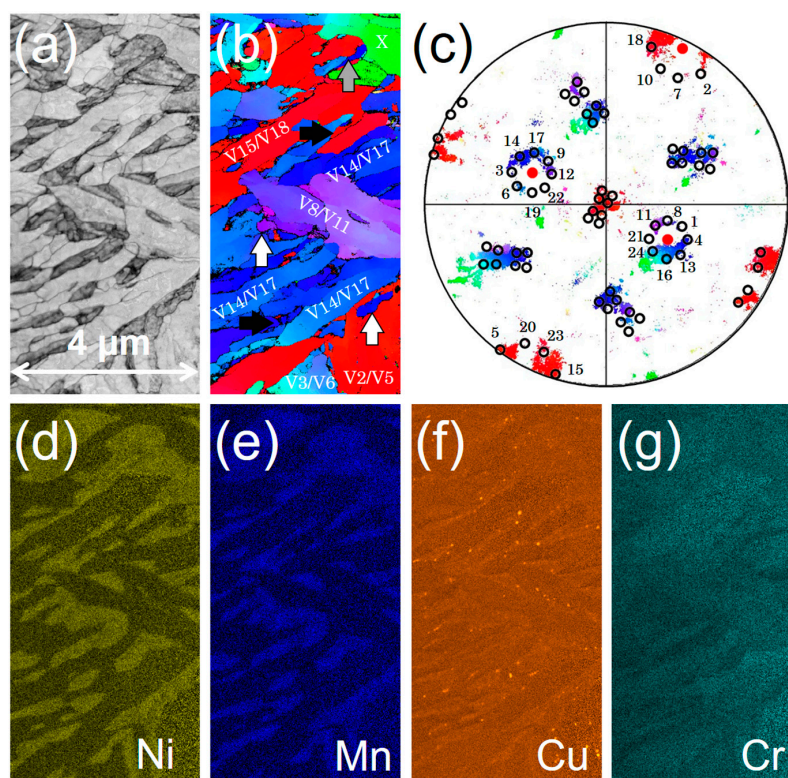 (a)
4 µm
(b)
X
V15/V18
V14/V17
V8/V11
V14/V17
V14/V17
V3/V6
V2/V5
(c)
18
10
7
2
14
17
9
3
12
6
22
19
11
8
1
21
4
24
13
16
5
20
23
15
(d)
Ni
(e)
Mn
(f)
Cu
(g)
Cr